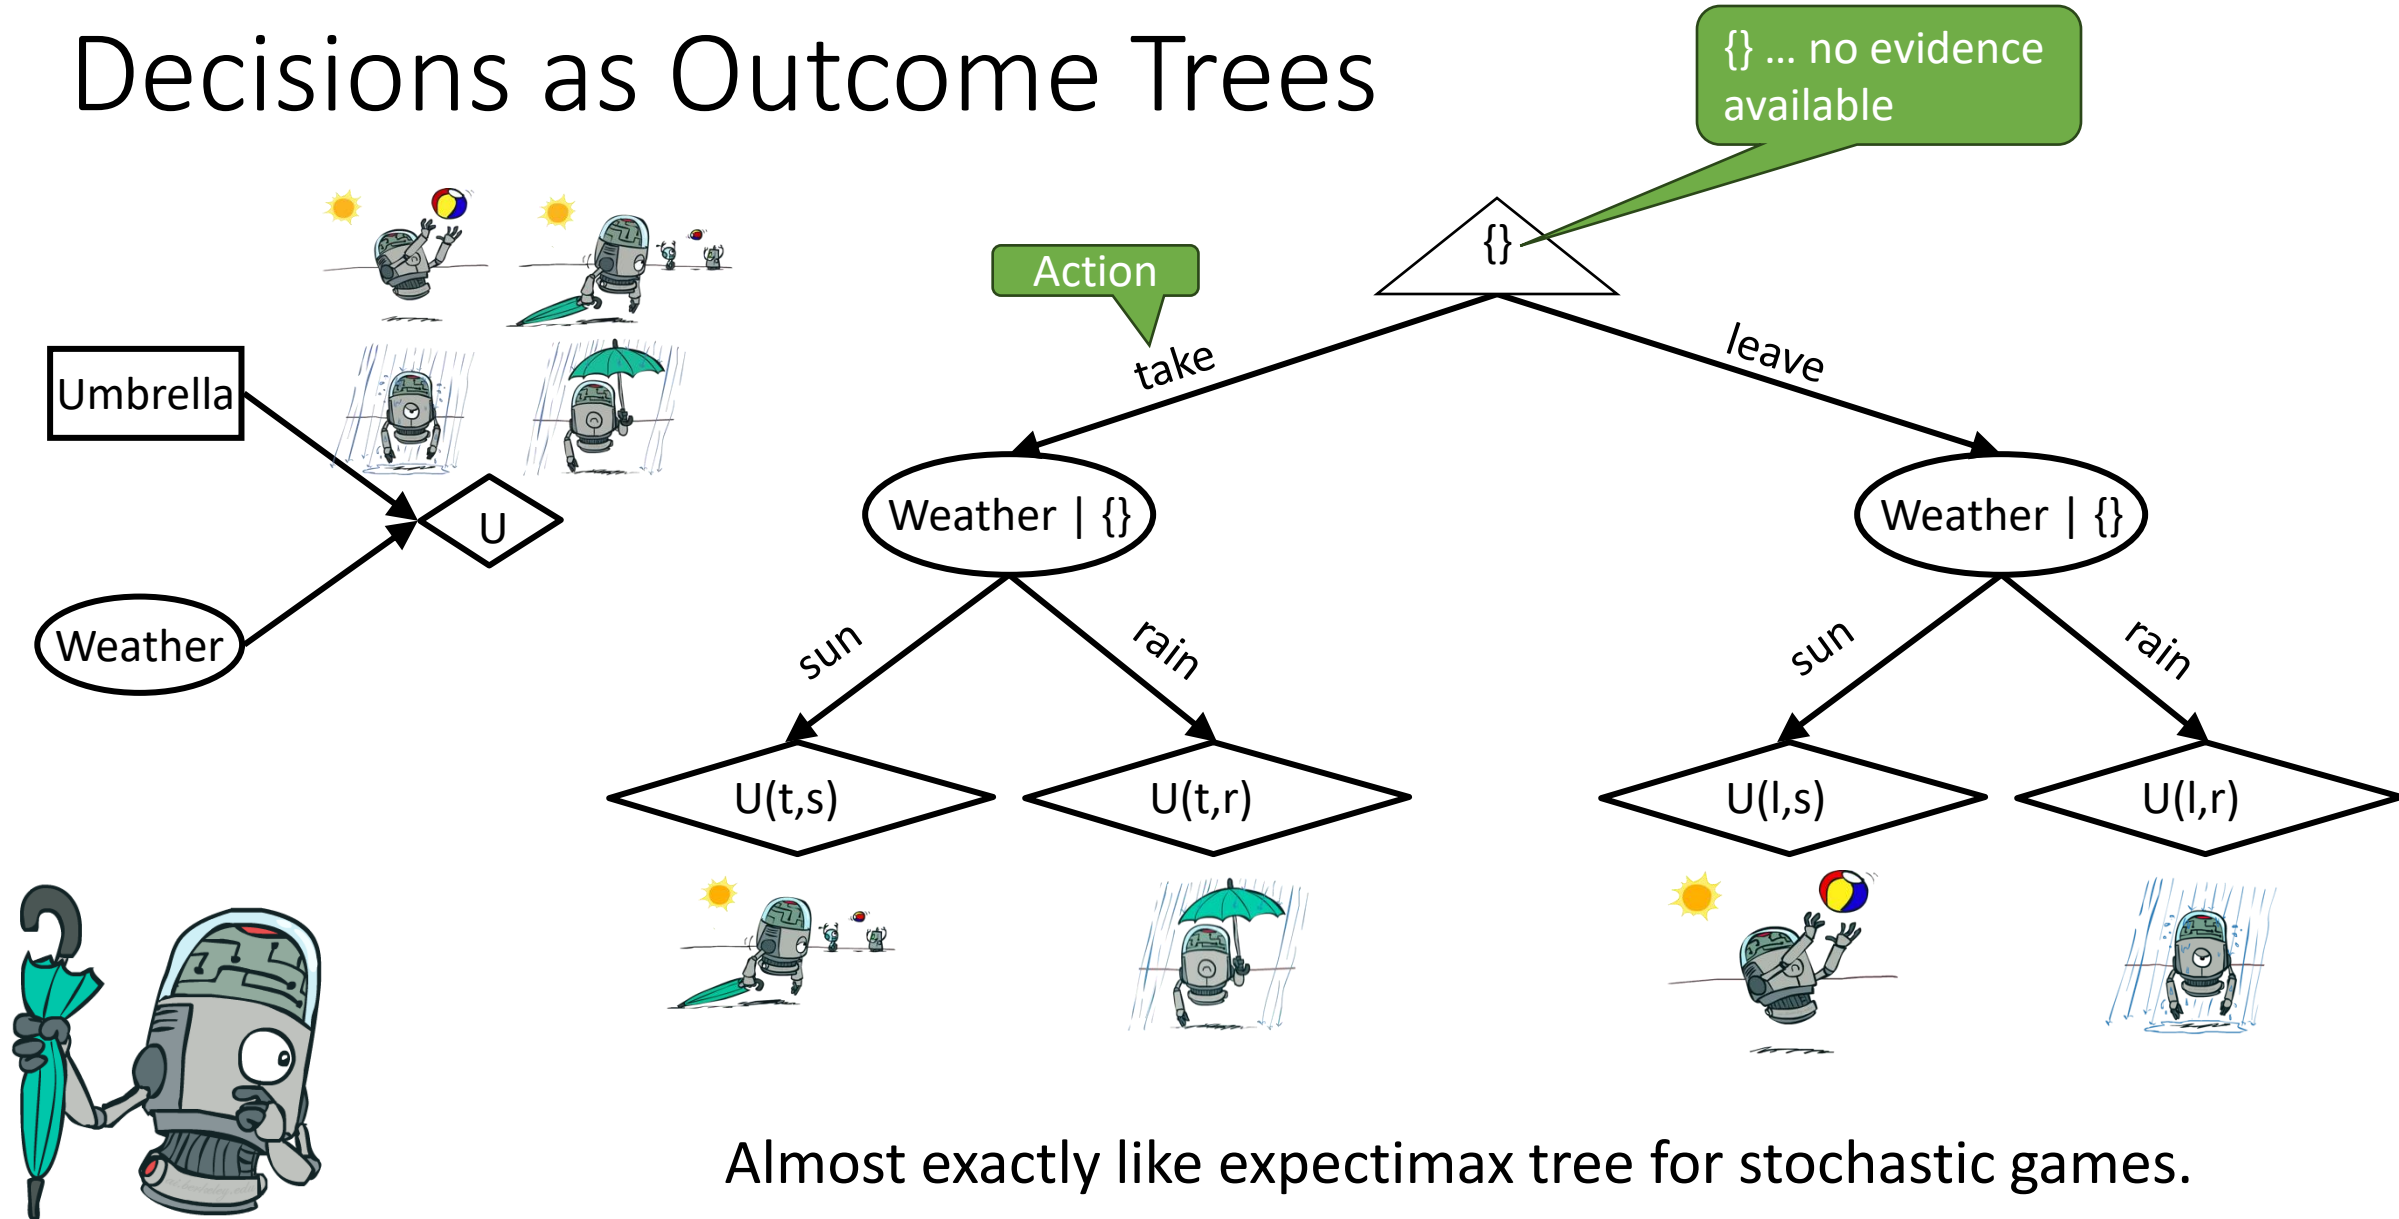 Decisions as Outcome Trees
{} ... no evidence
available
{}
Action
take
leave
Umbrella
U
Weather
Weather | {}
Weather | {}
sun
rain
sun
rain
U(t,s)
U(t,r)
U(l,s)
U(l,r)
Almost exactly like expectimax tree for stochastic games.